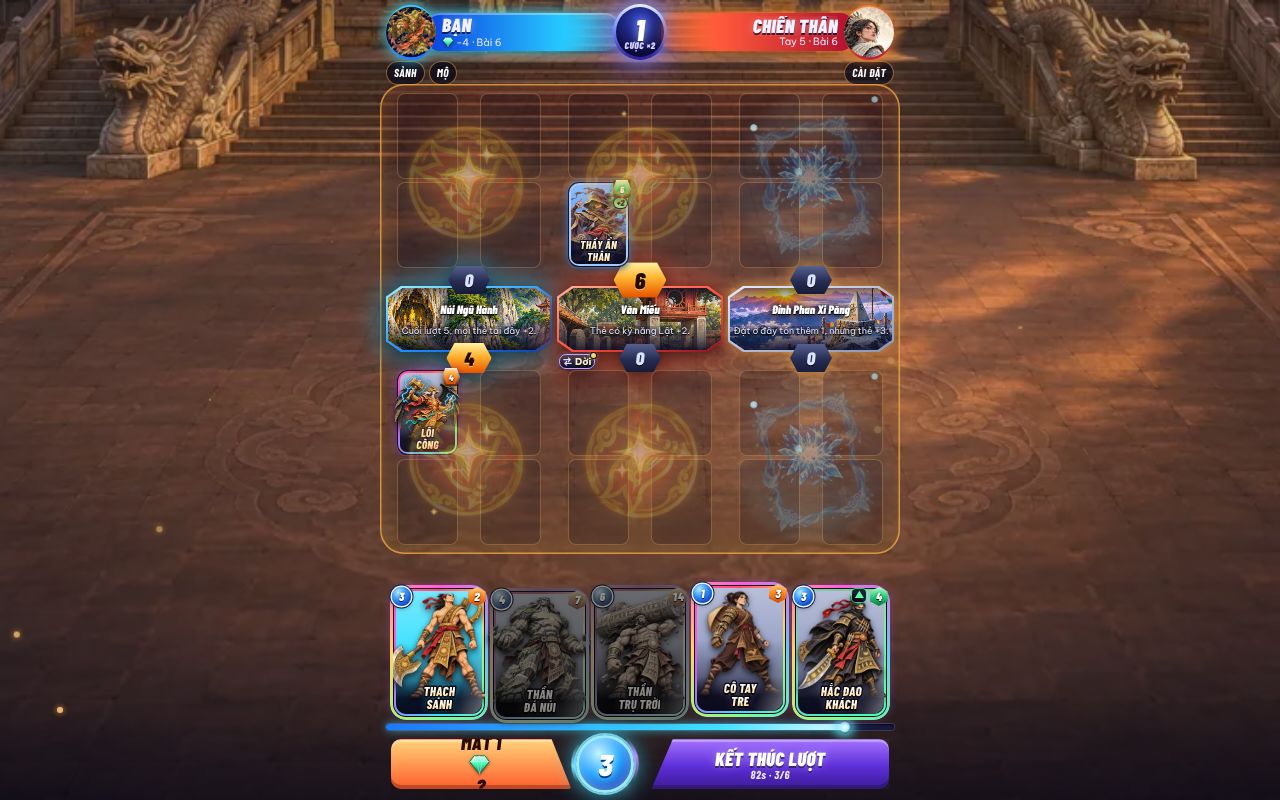 BẠN
-4 · Bài 6
1
CƯỢC ×2
CHIẾN THẦN
Tay 5 · Bài 6
SẢNH
MỘ
CÀI ĐẶT
6
+2
THẦY ẨN
THÂN
0
6
0
Núi Ngũ Hành
Cuối lượt 5, mọi thẻ tại đây +2.
Văn Miếu
Thẻ có kỹ năng Lật +2.
Đỉnh Phan Xi Păng
Đặt ở đây tốn thêm 1, nhưng thẻ +3.
4
Dời
0
0
4
LÔI
CÔNG
3
2
THẠCH
SANH
4
7
THẦN
ĐÁ NÚI
6
14
THẦN
TRỤ TRỜI
1
3
CÔ TAY
TRE
3
4
HẮC ĐAO
KHÁCH
3
KẾT THÚC LƯỢT
82s · 3/6